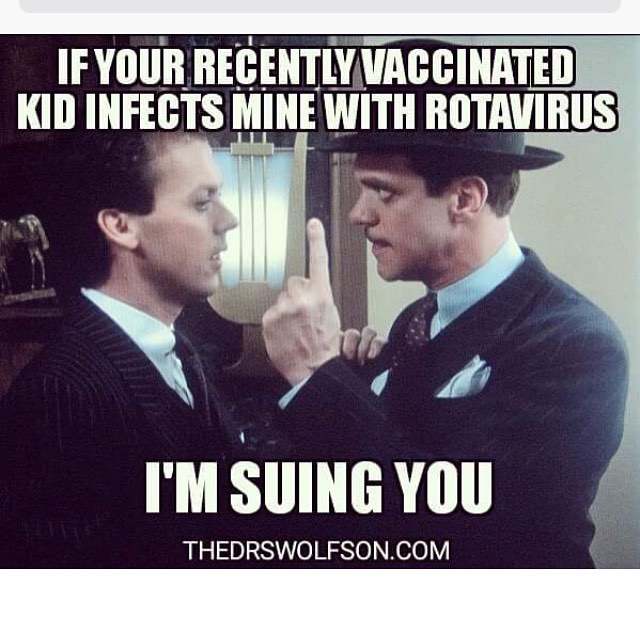 IF YOUR RECENTLY VACCINATED
KID INFECTS MINE WITH ROTAVIRUS
I'M SUING YOU
THEDRSWOLFSON.COM